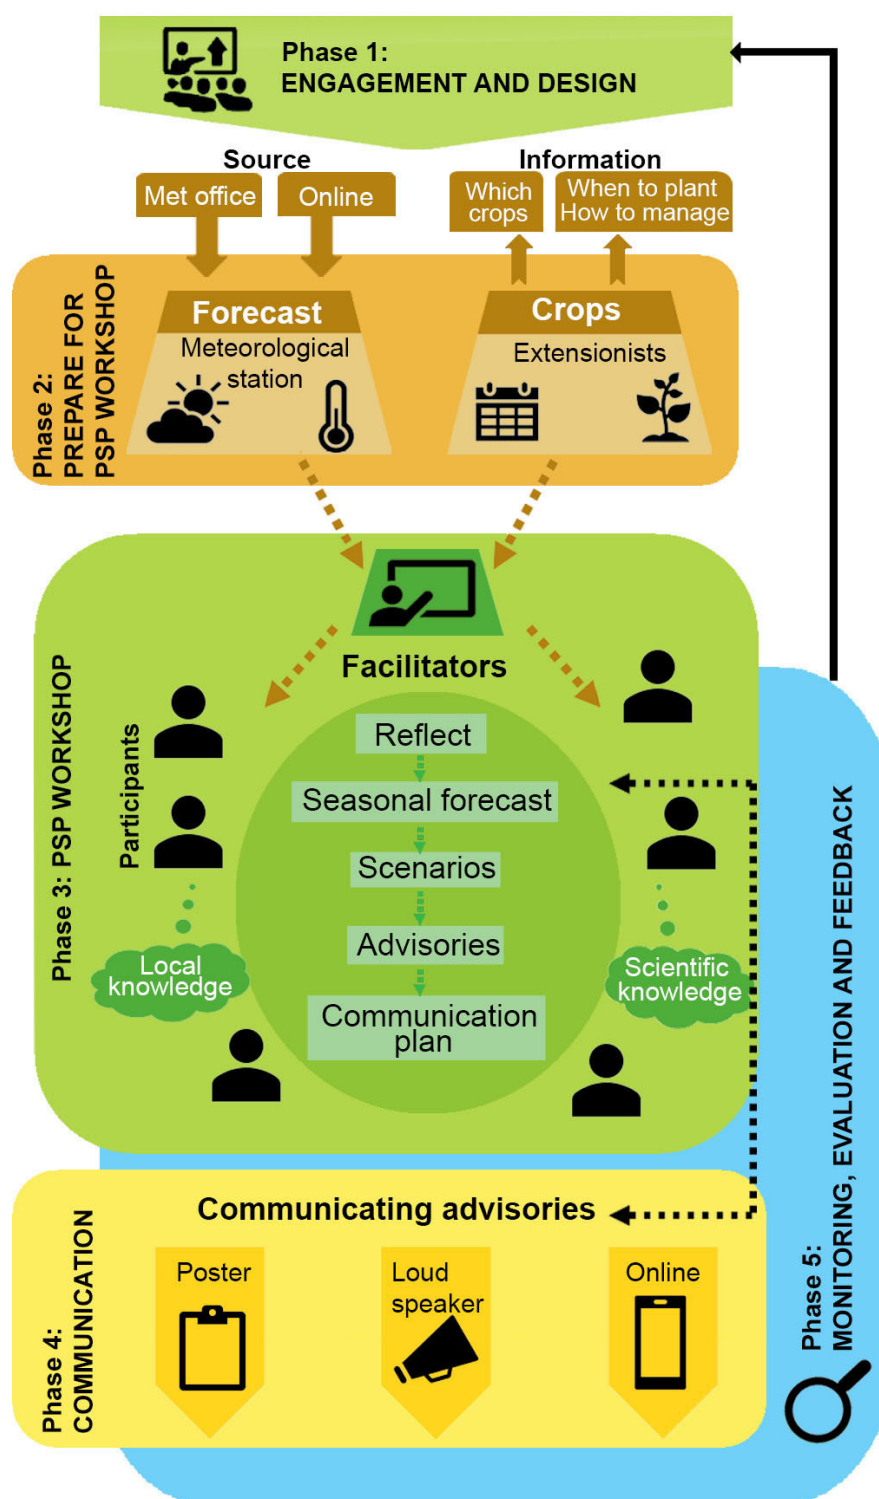 Phase 1:
ENGAGEMENT AND DESIGN
Source
Information
Met office
Online
Which
crops
When to plant
How to manage
Phase 2:
PREPARE FOR
PSP WORKSHOP
Forecast
Meteorological
station
Crops
Extensionists
Phase 3: PSP WORKSHOP
Facilitators
Participants
Reflect
Seasonal forecast
Scenarios
Advisories
Communication
plan
Local
knowledge
Scientific
knowledge
Phase 4:
COMMUNICATION
Communicating advisories
Poster
Loud
speaker
Online
Phase 5:
MONITORING, EVALUATION AND FEEDBACK